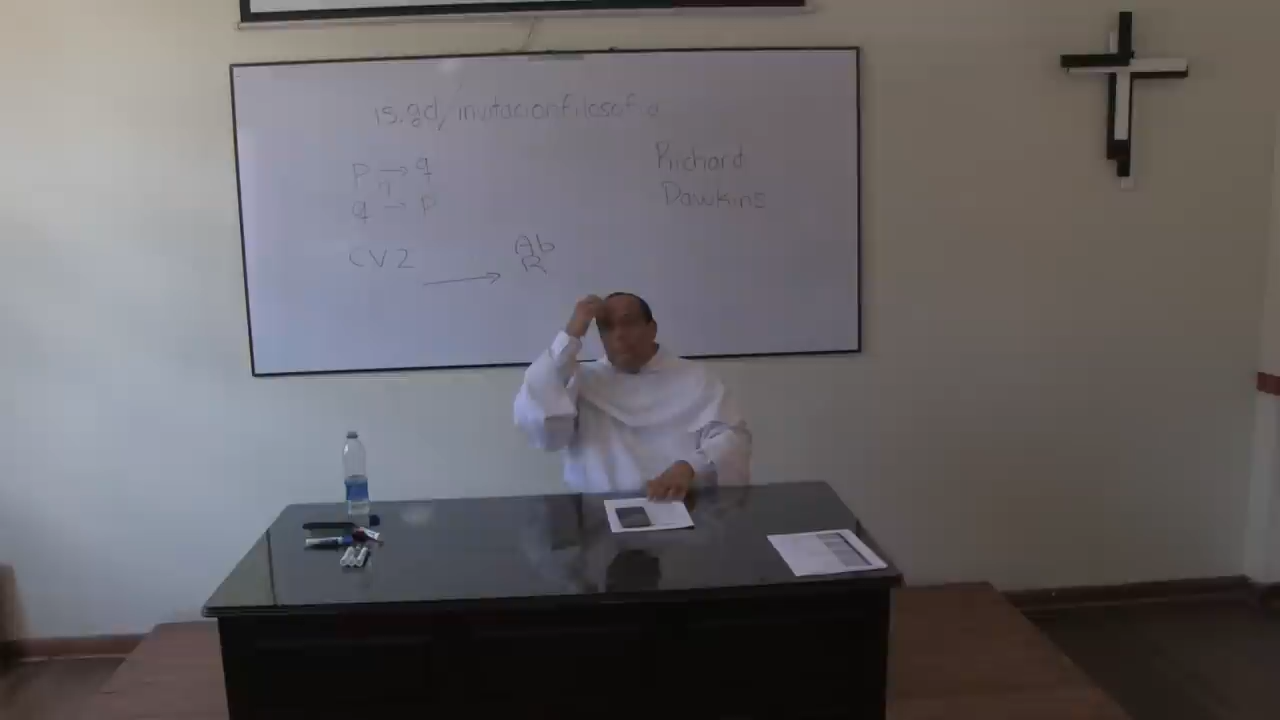 is.gd/invitacionfilosofia
p → q
q → p
CV2 → Ab
R
Richard
Dawkins